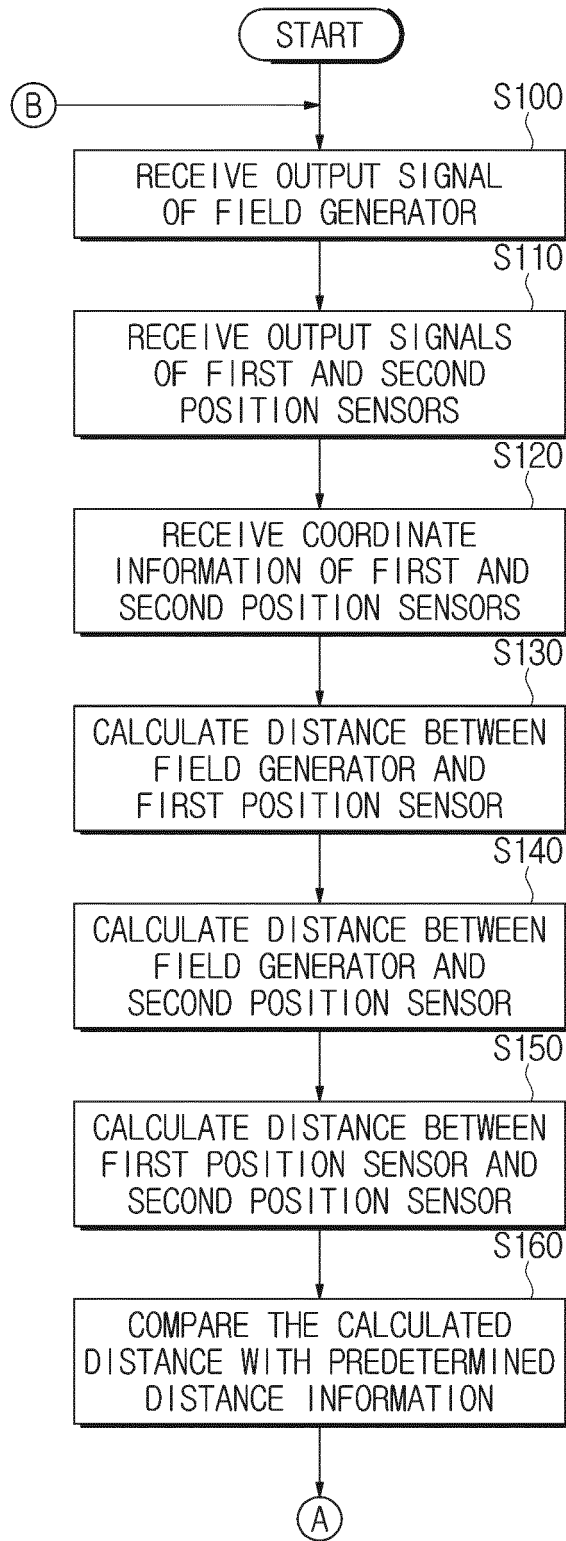 START
B
S100
RECEIVE OUTPUT SIGNAL
OF FIELD GENERATOR
S110
RECEIVE OUTPUT SIGNALS
OF FIRST AND SECOND
POSITION SENSORS
S120
RECEIVE COORDINATE
INFORMATION OF FIRST AND
SECOND POSITION SENSORS
S130
CALCULATE DISTANCE BETWEEN
FIELD GENERATOR AND
FIRST POSITION SENSOR
S140
CALCULATE DISTANCE BETWEEN
FIELD GENERATOR AND
SECOND POSITION SENSOR
S150
CALCULATE DISTANCE BETWEEN
FIRST POSITION SENSOR AND
SECOND POSITION SENSOR
S160
COMPARE THE CALCULATED
DISTANCE WITH PREDETERMINED
DISTANCE INFORMATION
A